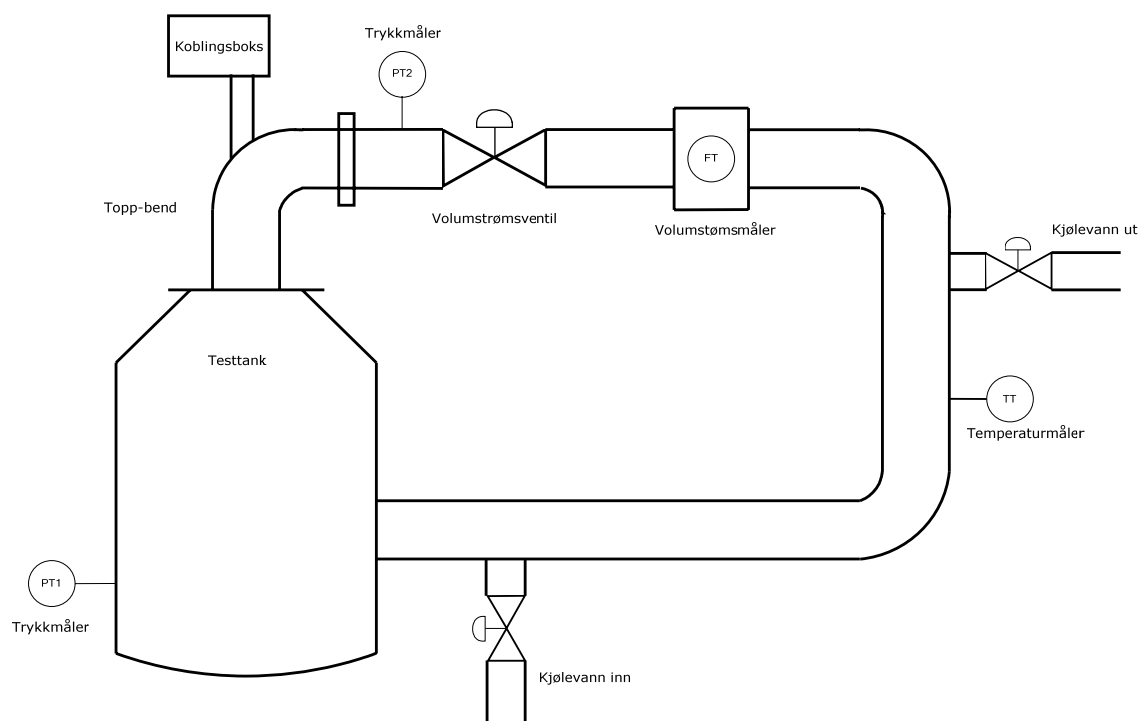 Koblingsboks
Trykkmåler
PT2
FT
Topp-bend
Volumstrømsventil
Volumstømsmåler
Kjølevann ut
Testtank
TT
Temperaturmåler
PT1
Trykkmåler
Kjølevann inn